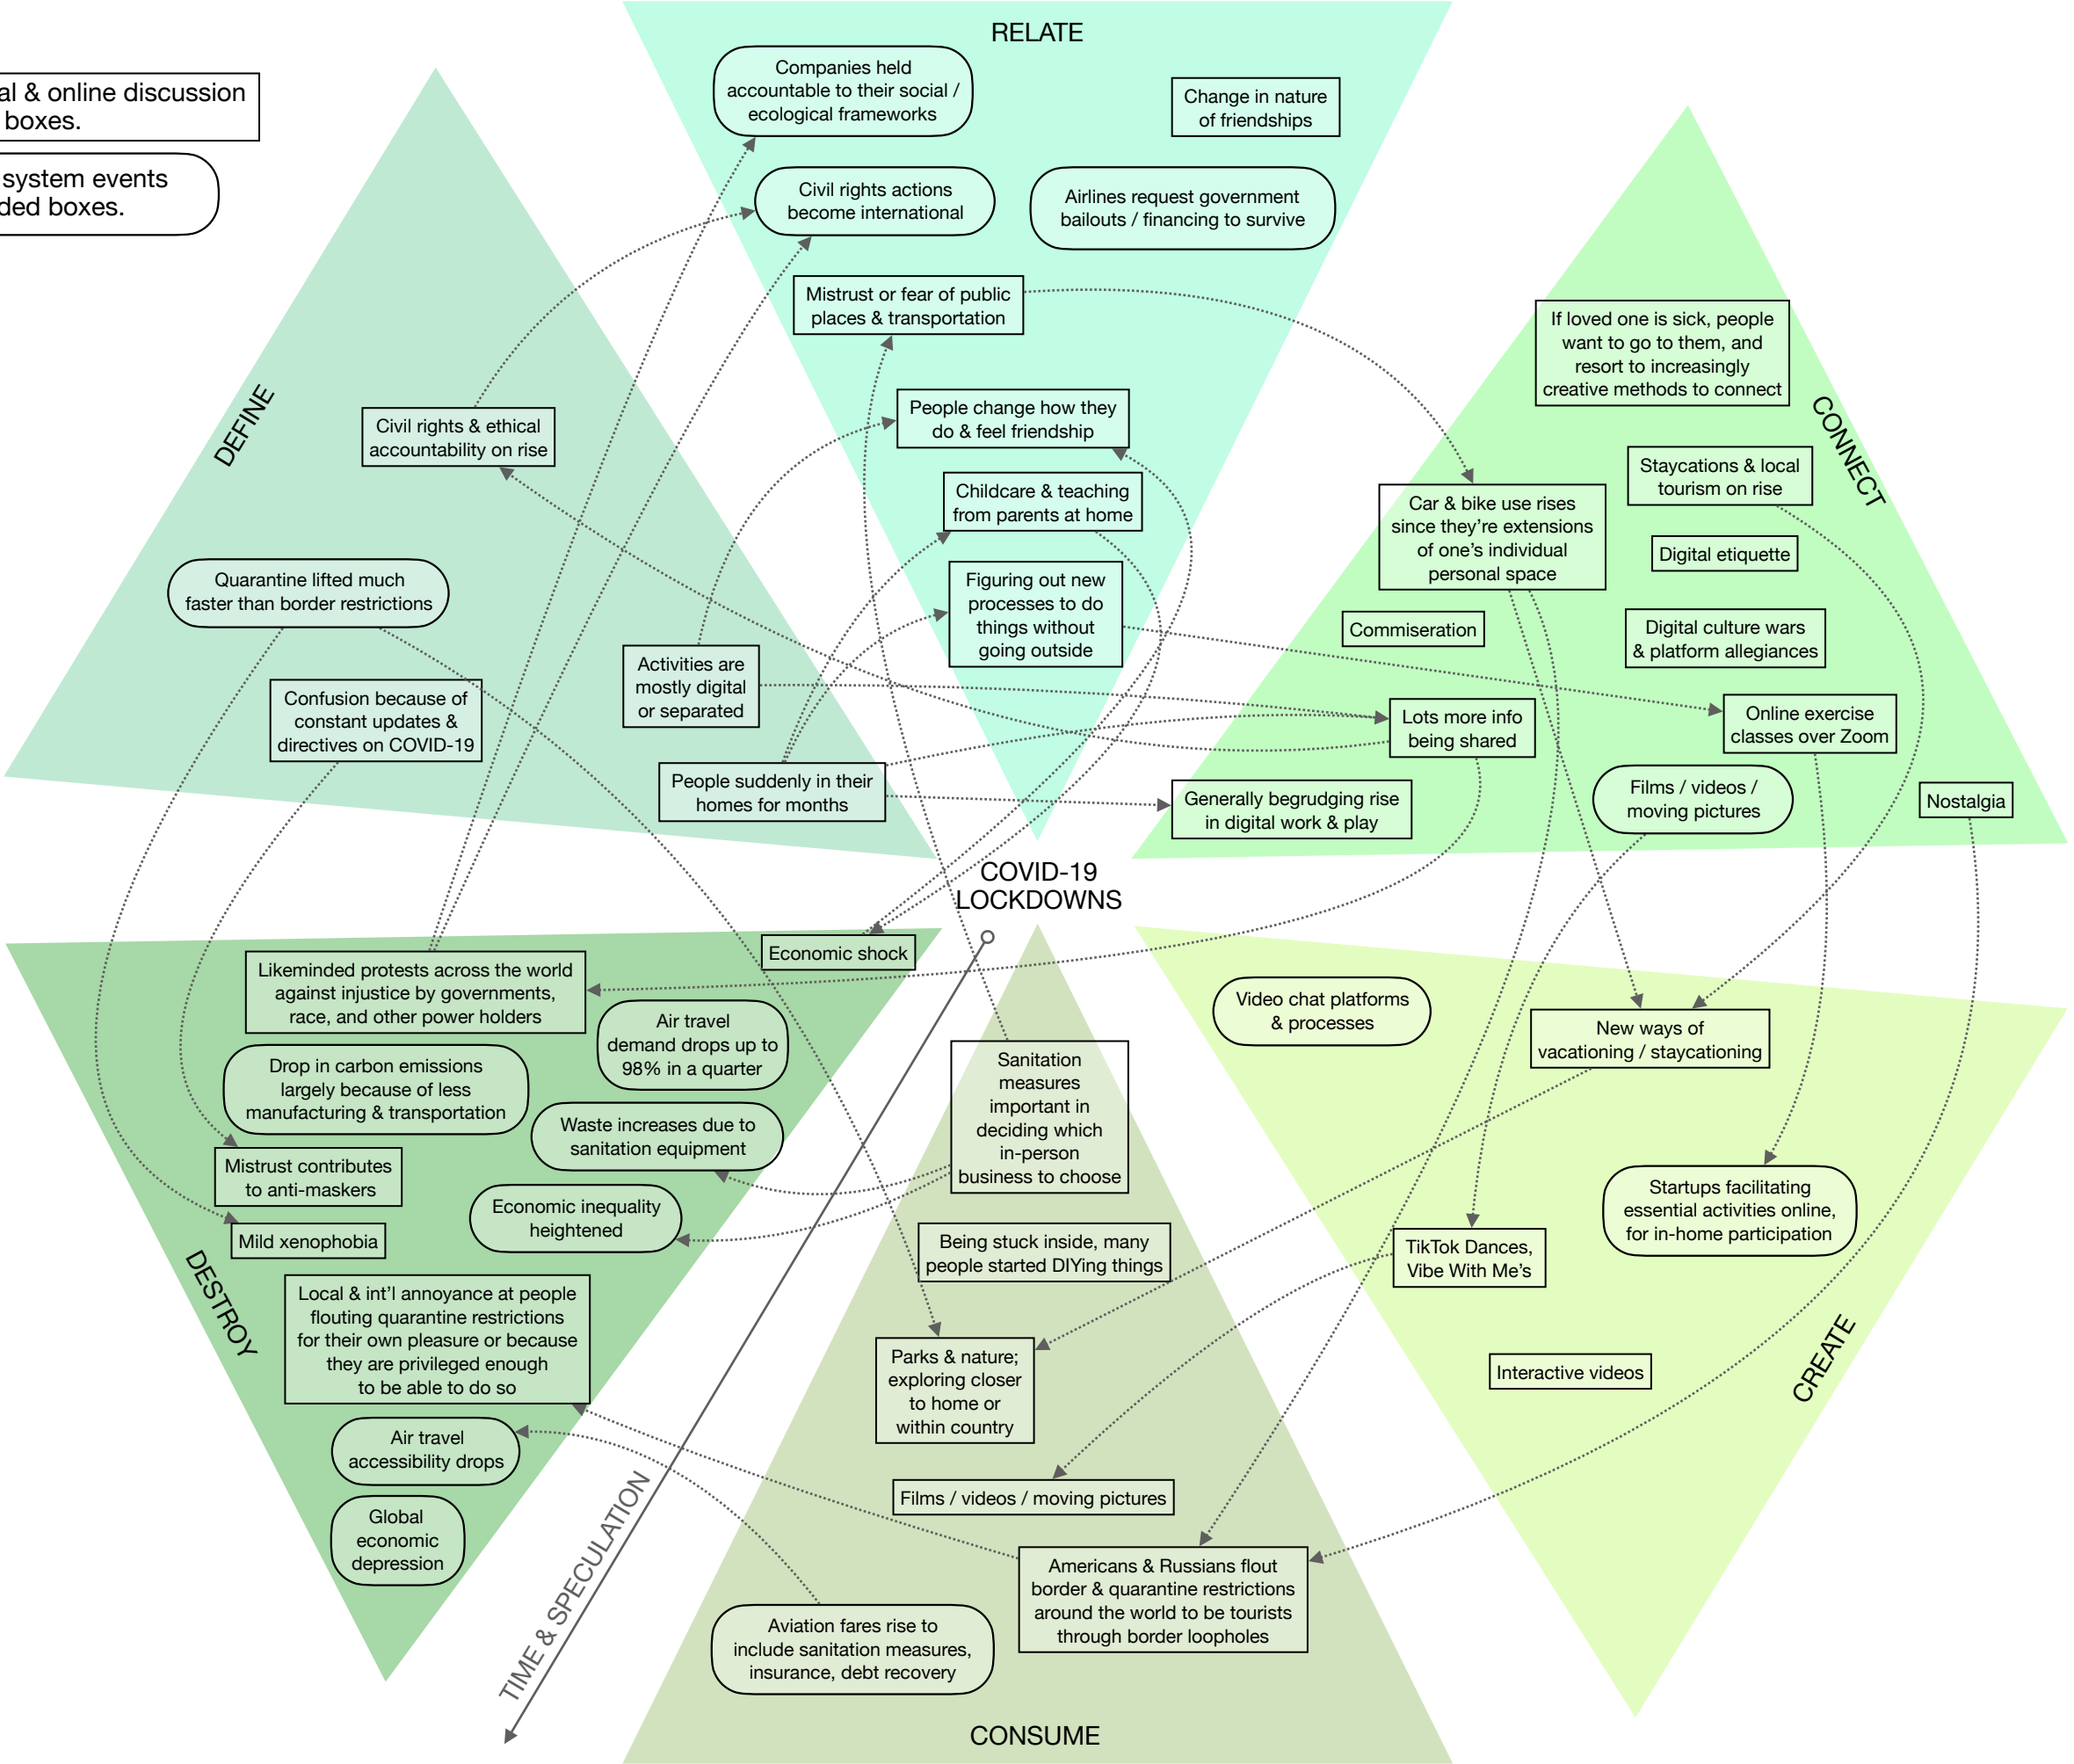 al & online discussion
boxes.
system events
ded boxes.
RELATE
Companies held
accountable to their social /
ecological frameworks
Change in nature
of friendships
Civil rights actions
become international
Airlines request government
bailouts / financing to survive
Mistrust or fear of public
places & transportation
People change how they
do & feel friendship
Childcare & teaching
from parents at home
Figuring out new
processes to do
things without
going outside
DEFINE
Civil rights & ethical
accountability on rise
Quarantine lifted much
faster than border restrictions
Confusion because of
constant updates &
directives on COVID-19
Activities are
mostly digital
or separated
People suddenly in their
homes for months
CONNECT
If loved one is sick, people
want to go to them, and
resort to increasingly
creative methods to connect
Staycations & local
tourism on rise
Car & bike use rises
since they’re extensions
of one’s individual
personal space
Digital etiquette
Commiseration
Digital culture wars
& platform allegiances
Lots more info
being shared
Online exercise
classes over Zoom
Generally begrudging rise
in digital work & play
Films / videos /
moving pictures
Nostalgia
COVID-19
LOCKDOWNS
DESTROY
Economic shock
Likeminded protests across the world
against injustice by governments,
race, and other power holders
Air travel
demand drops up to
98% in a quarter
Drop in carbon emissions
largely because of less
manufacturing & transportation
Waste increases due to
sanitation equipment
Mistrust contributes
to anti-maskers
Economic inequality
heightened
Mild xenophobia
Local & int’l annoyance at people
flouting quarantine restrictions
for their own pleasure or because
they are privileged enough
to be able to do so
Air travel
accessibility drops
Global
economic
depression
TIME & SPECULATION
Sanitation
measures
important in
deciding which
in-person
business to choose
Being stuck inside, many
people started DIYing things
Parks & nature;
exploring closer
to home or
within country
Films / videos / moving pictures
Americans & Russians flout
border & quarantine restrictions
around the world to be tourists
through border loopholes
Aviation fares rise to
include sanitation measures,
insurance, debt recovery
CONSUME
Video chat platforms
& processes
New ways of
vacationing / staycationing
Startups facilitating
essential activities online,
for in-home participation
TikTok Dances,
Vibe With Me’s
Interactive videos
CREATE